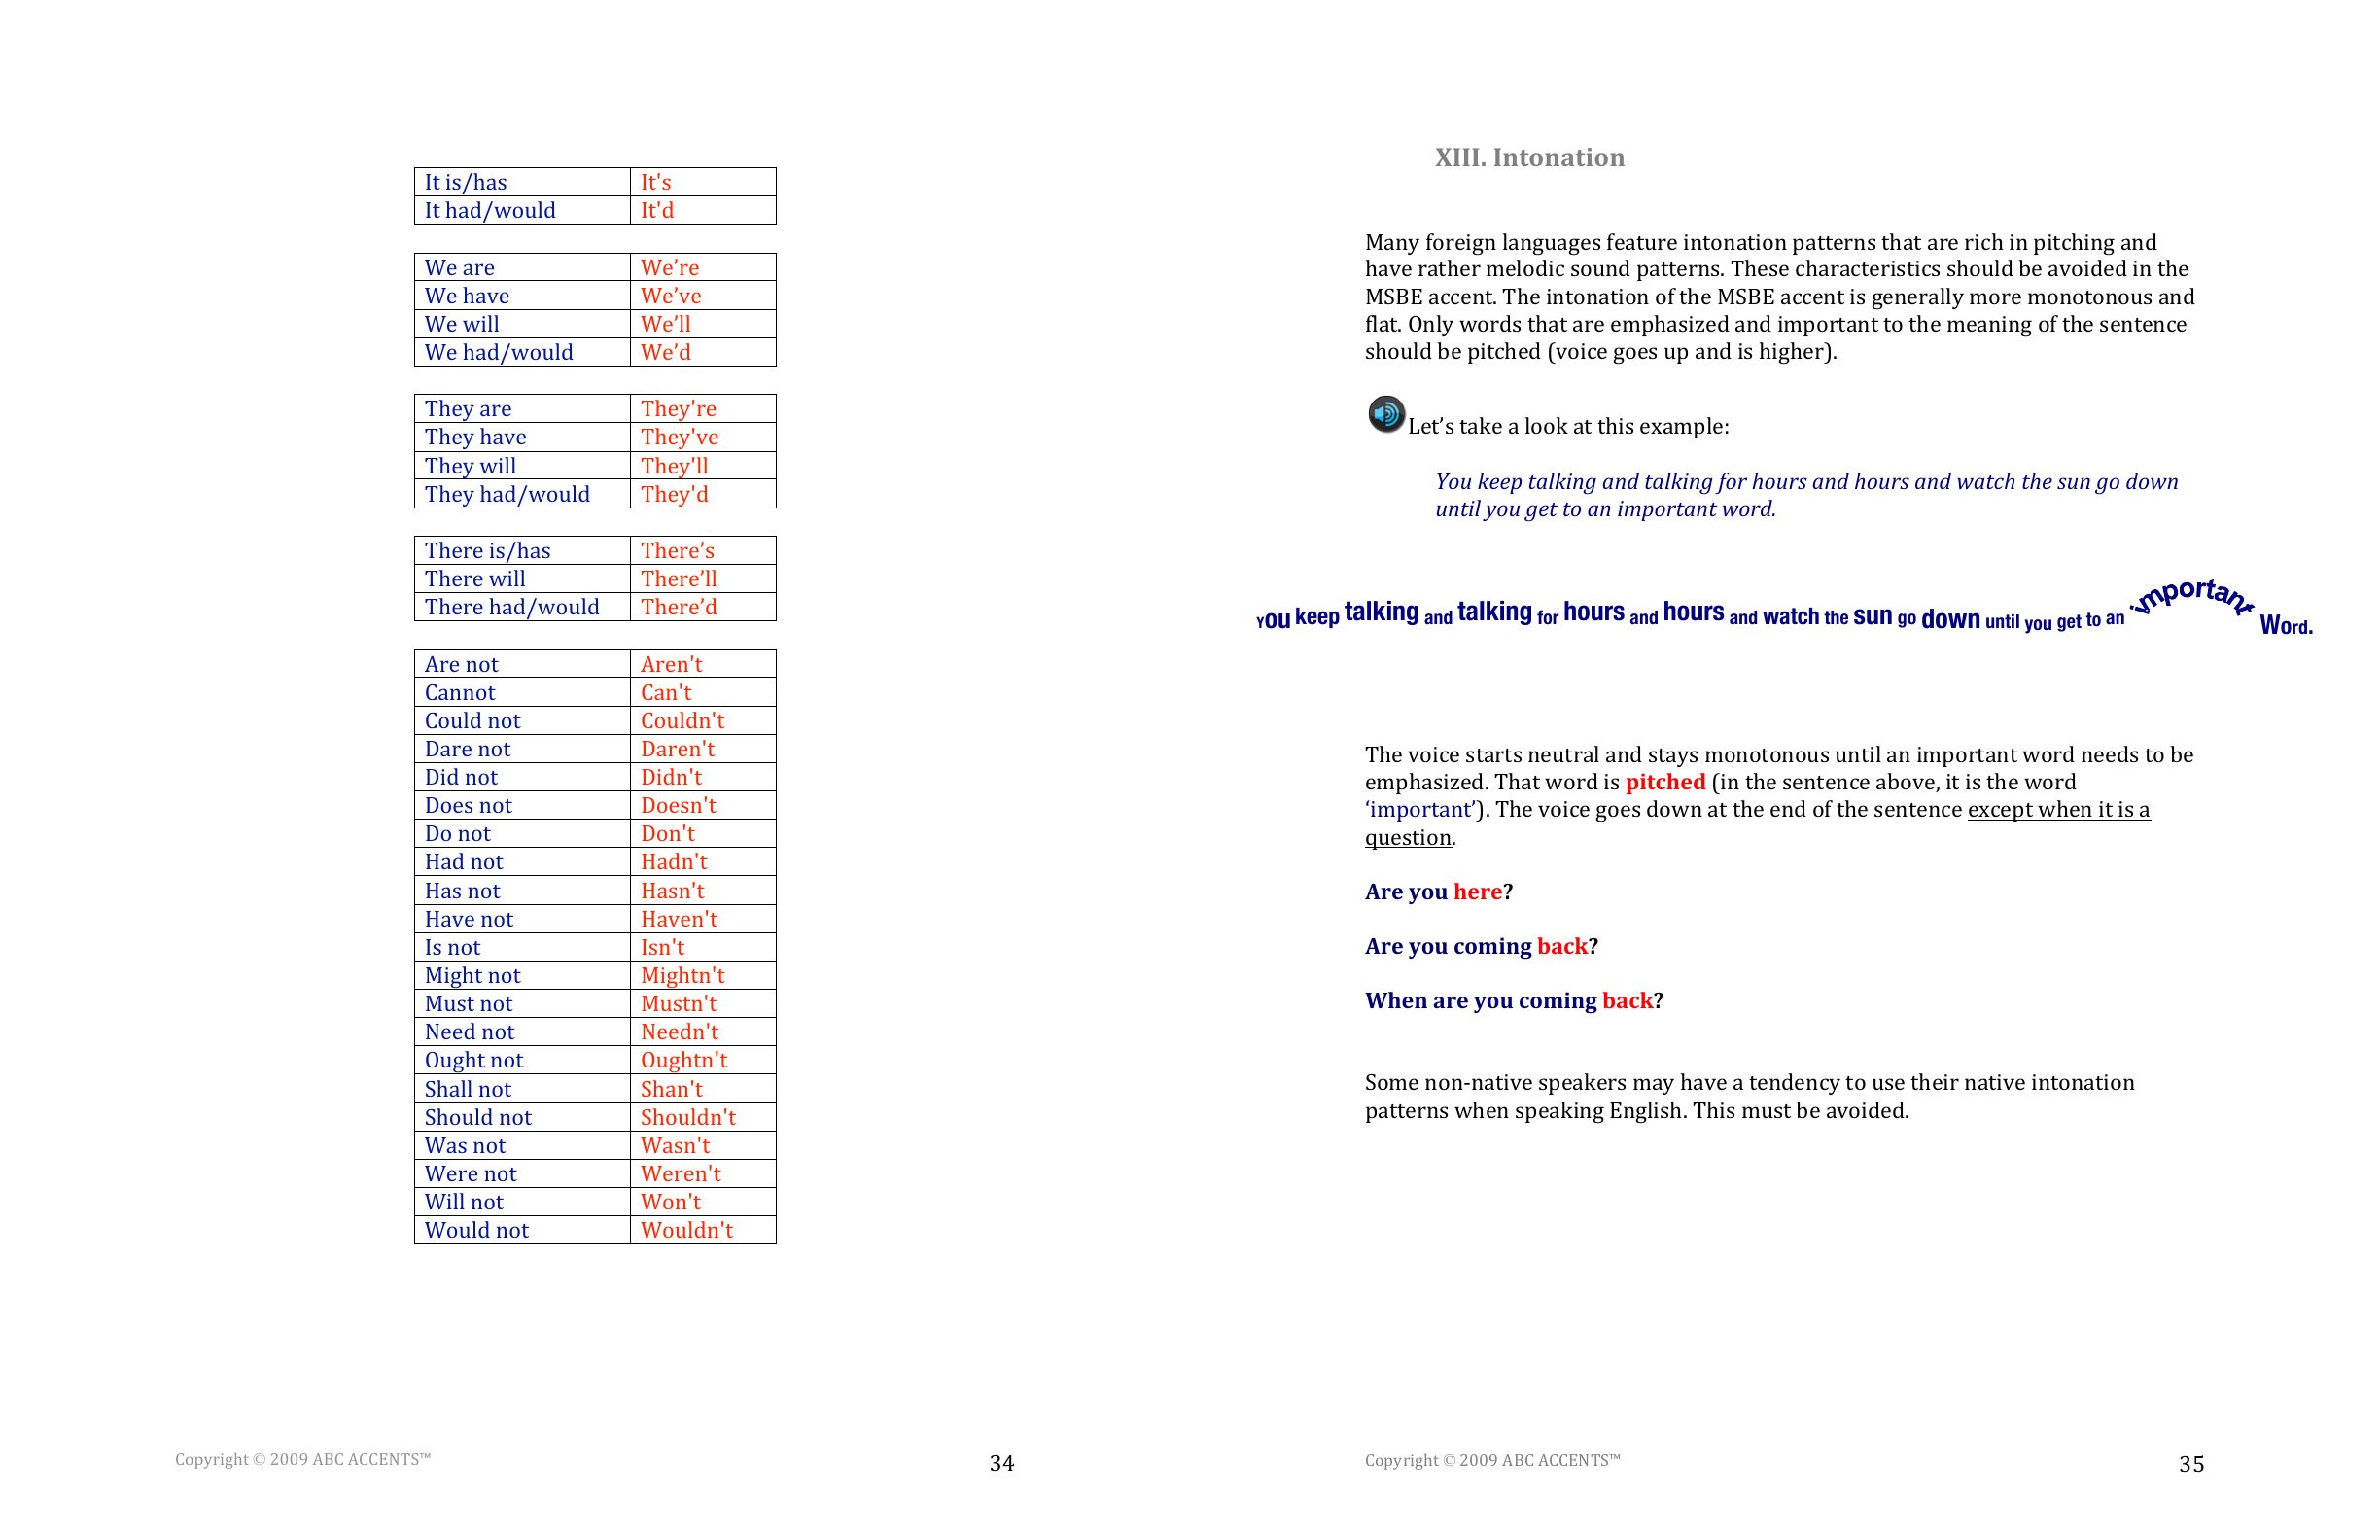 It is/has It's
It had/would It'd
We are We’re
We have We’ve
We will We’ll
We had/would We’d
They are They're
They have They've
They will They'll
They had/would They'd
There is/has There’s
There will There’ll
There had/would There’d
Are not Aren't
Cannot Can't
Could not Couldn't
Dare not Daren't
Did not Didn't
Does not Doesn't
Do not Don't
Had not Hadn't
Has not Hasn't
Have not Haven't
Is not Isn't
Might not Mightn't
Must not Mustn't
Need not Needn't
Ought not Oughtn't
Shall not Shan't
Should not Shouldn't
Was not Wasn't
Were not Weren't
Will not Won't
Would not Wouldn't
Copyright © 2009 ABC ACCENTS™ 34
XIII. Intonation
Many foreign languages feature intonation patterns that are rich in pitching and
have rather melodic sound patterns. These characteristics should be avoided in the
MSBE accent. The intonation of the MSBE accent is generally more monotonous and
flat. Only words that are emphasized and important to the meaning of the sentence
should be pitched (voice goes up and is higher).
Let’s take a look at this example:
You keep talking and talking for hours and hours and watch the sun go down
until you get to an important word.
You keep talking and talking for hours and hours and watch the sun go down until you get to an important Word.
The voice starts neutral and stays monotonous until an important word needs to be
emphasized. That word is pitched (in the sentence above, it is the word
‘important’). The voice goes down at the end of the sentence except when it is a
question.
Are you here?
Are you coming back?
When are you coming back?
Some non-native speakers may have a tendency to use their native intonation
patterns when speaking English. This must be avoided.
Copyright © 2009 ABC ACCENTS™ 35